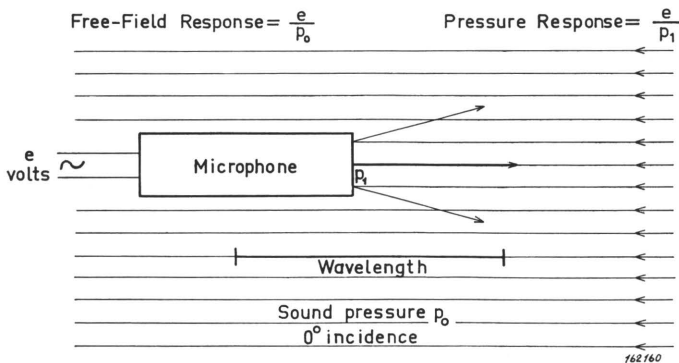 Free-Field Response = e/p₀
Pressure Response = e/p₁
e
volts
~
Microphone
p₁
Wavelength
Sound pressure p₀
0° incidence
162160